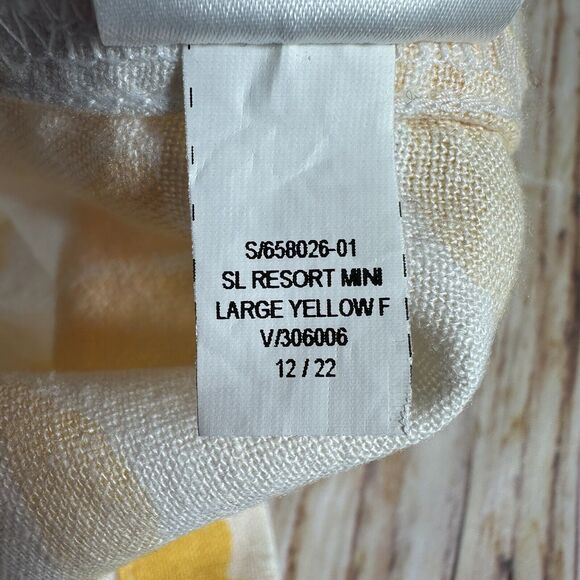 S/658026-01
SL RESORT MINI
LARGE YELLOW F
V/306006
12 / 22